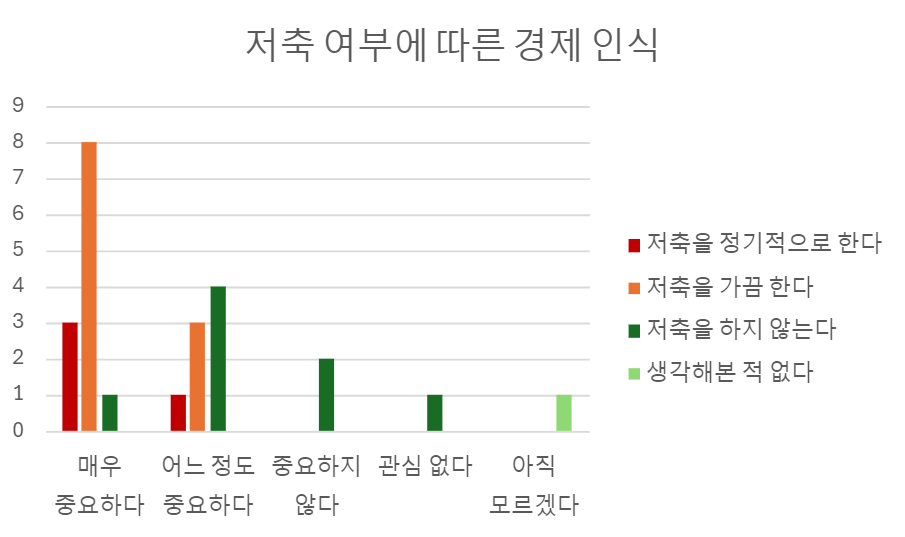 저축 여부에 따른 경제 인식
9
8
7
6
5
4
3
2
1
0
매우
중요하다
어느 정도
중요하다
중요하지
않다
관심 없다
아직
모르겠다
저축을 정기적으로 한다
저축을 가끔 한다
저축을 하지 않는다
생각해본 적 없다